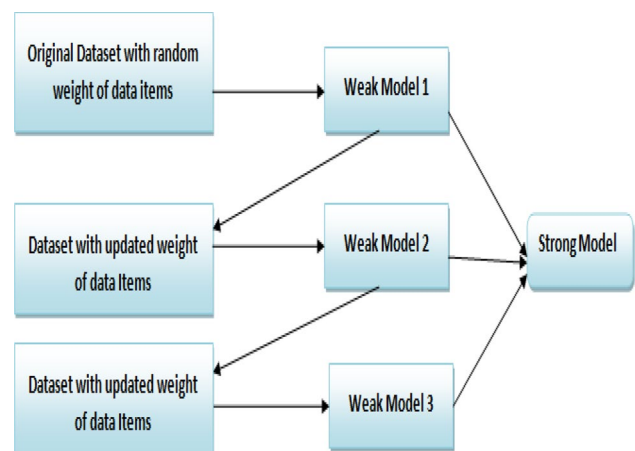 Original Dataset with random
weight of data items
Weak Model 1
Dataset with updated weight
of data Items
Weak Model 2
Strong Model
Dataset with updated weight
of data Items
Weak Model 3